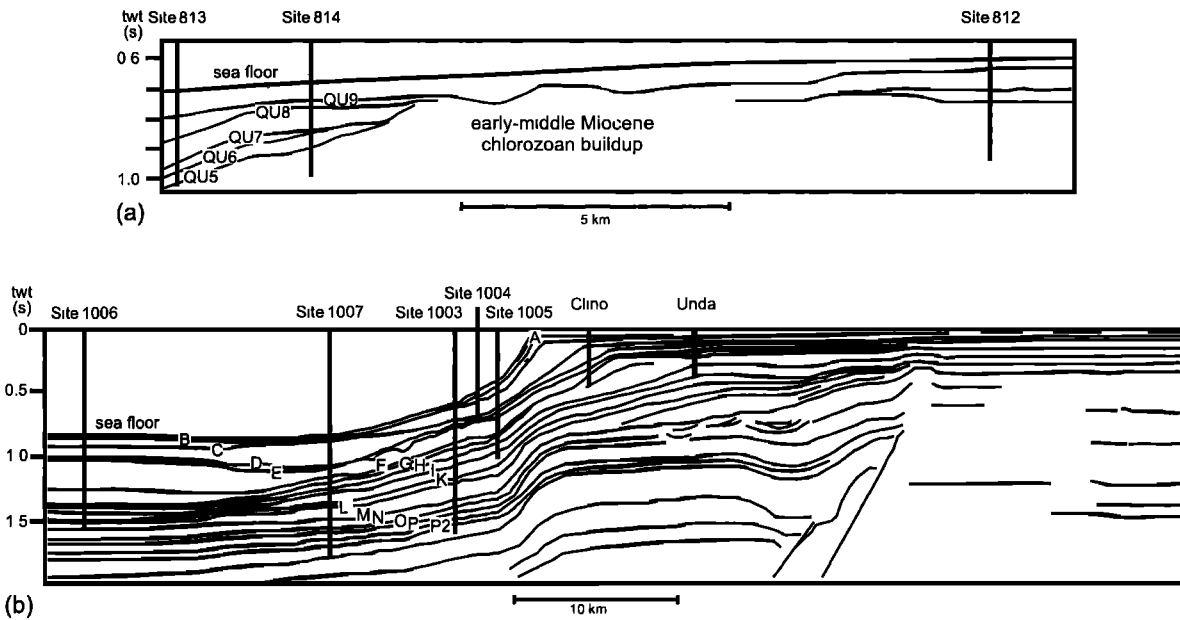 twt
(s)
Site 813
Site 814
Site 812
0 6
sea floor
QU9
QU8
QU7
QU6
QU5
early-middle Miocene
chlorozoan buildup
1.0
(a)
5 km
twt
(s)
Site 1006
Site 1007
Site 1003
Site 1004
Site 1005
Clino
Unda
0
A
0.5
sea floor
B
C
D
E
F
G
H
I
K
1 0
L
M
N
O
P
P2
1.5
(b)
10 km